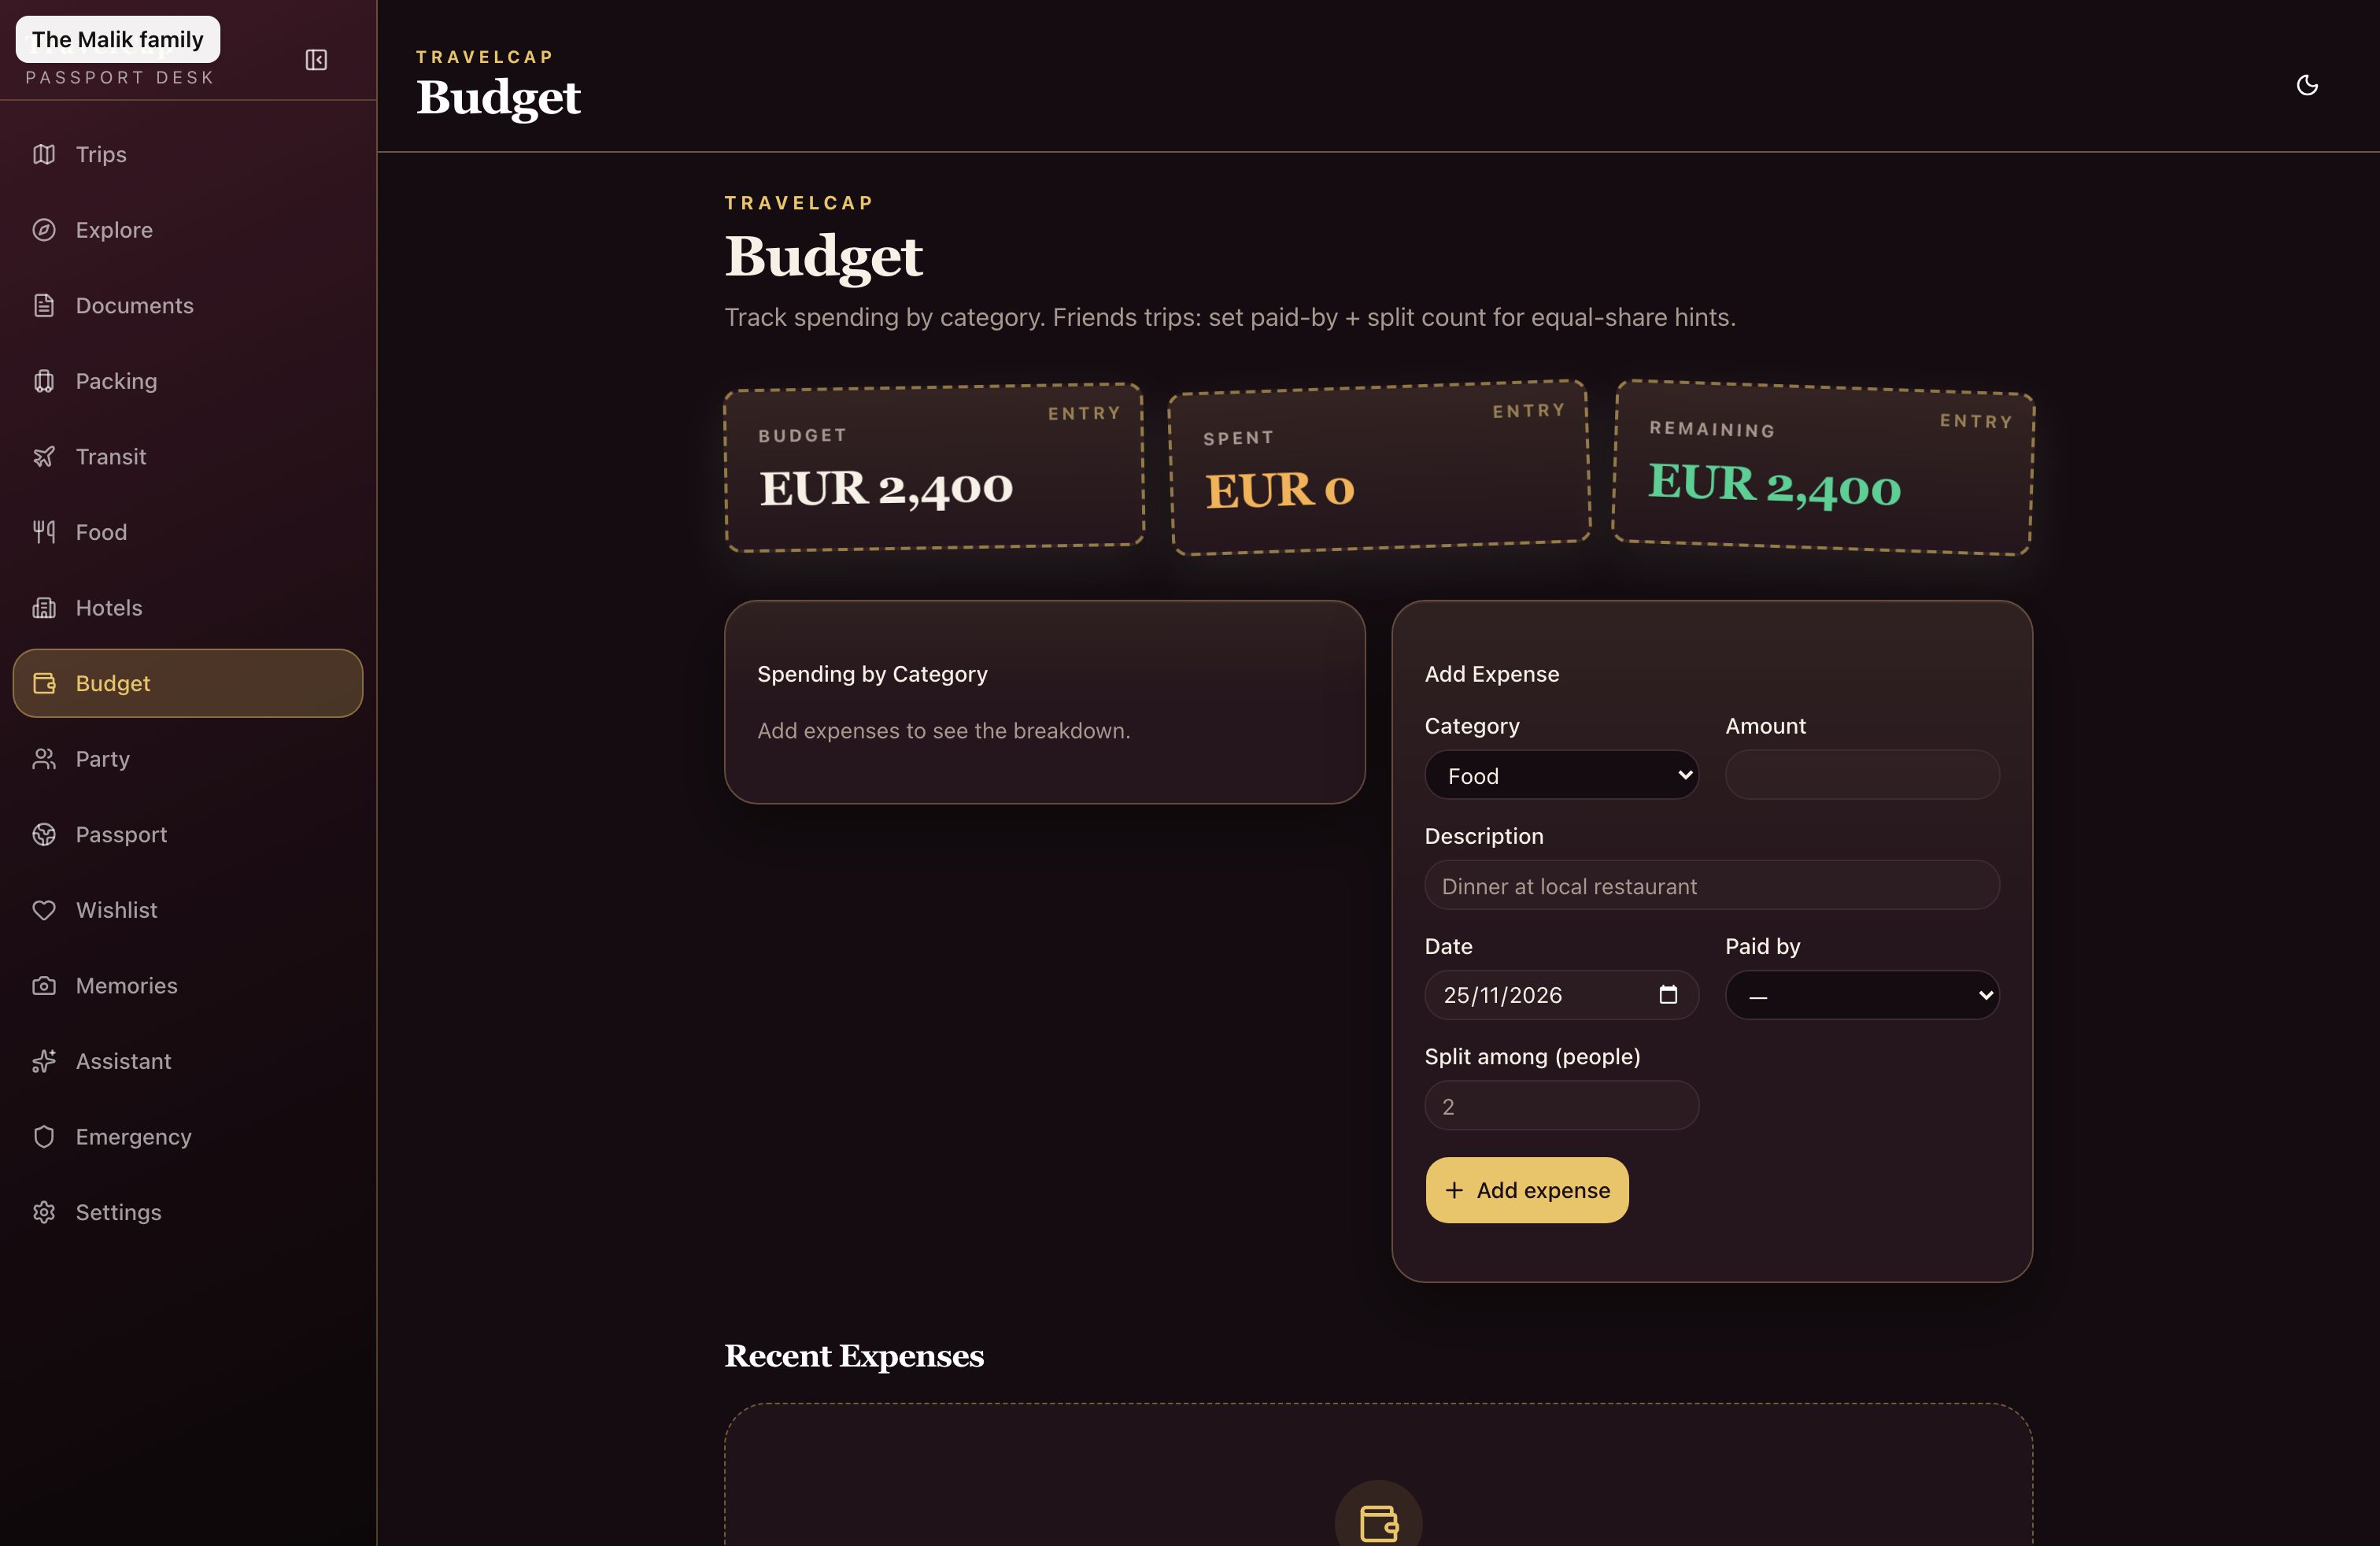 The Malik family
PASSPORT DESK
Trips
Explore
Documents
Packing
Transit
Food
Hotels
Budget
Party
Passport
Wishlist
Memories
Assistant
Emergency
Settings
TRAVELCAP
Budget
TRAVELCAP
Budget
Track spending by category. Friends trips: set paid-by + split count for equal-share hints.
ENTRY
BUDGET
EUR 2,400
ENTRY
SPENT
EUR 0
ENTRY
REMAINING
EUR 2,400
Spending by Category
Add expenses to see the breakdown.
Add Expense
Category
Amount
Food
Description
Dinner at local restaurant
Date
Paid by
25/11/2026
—
Split among (people)
2
+ Add expense
Recent Expenses